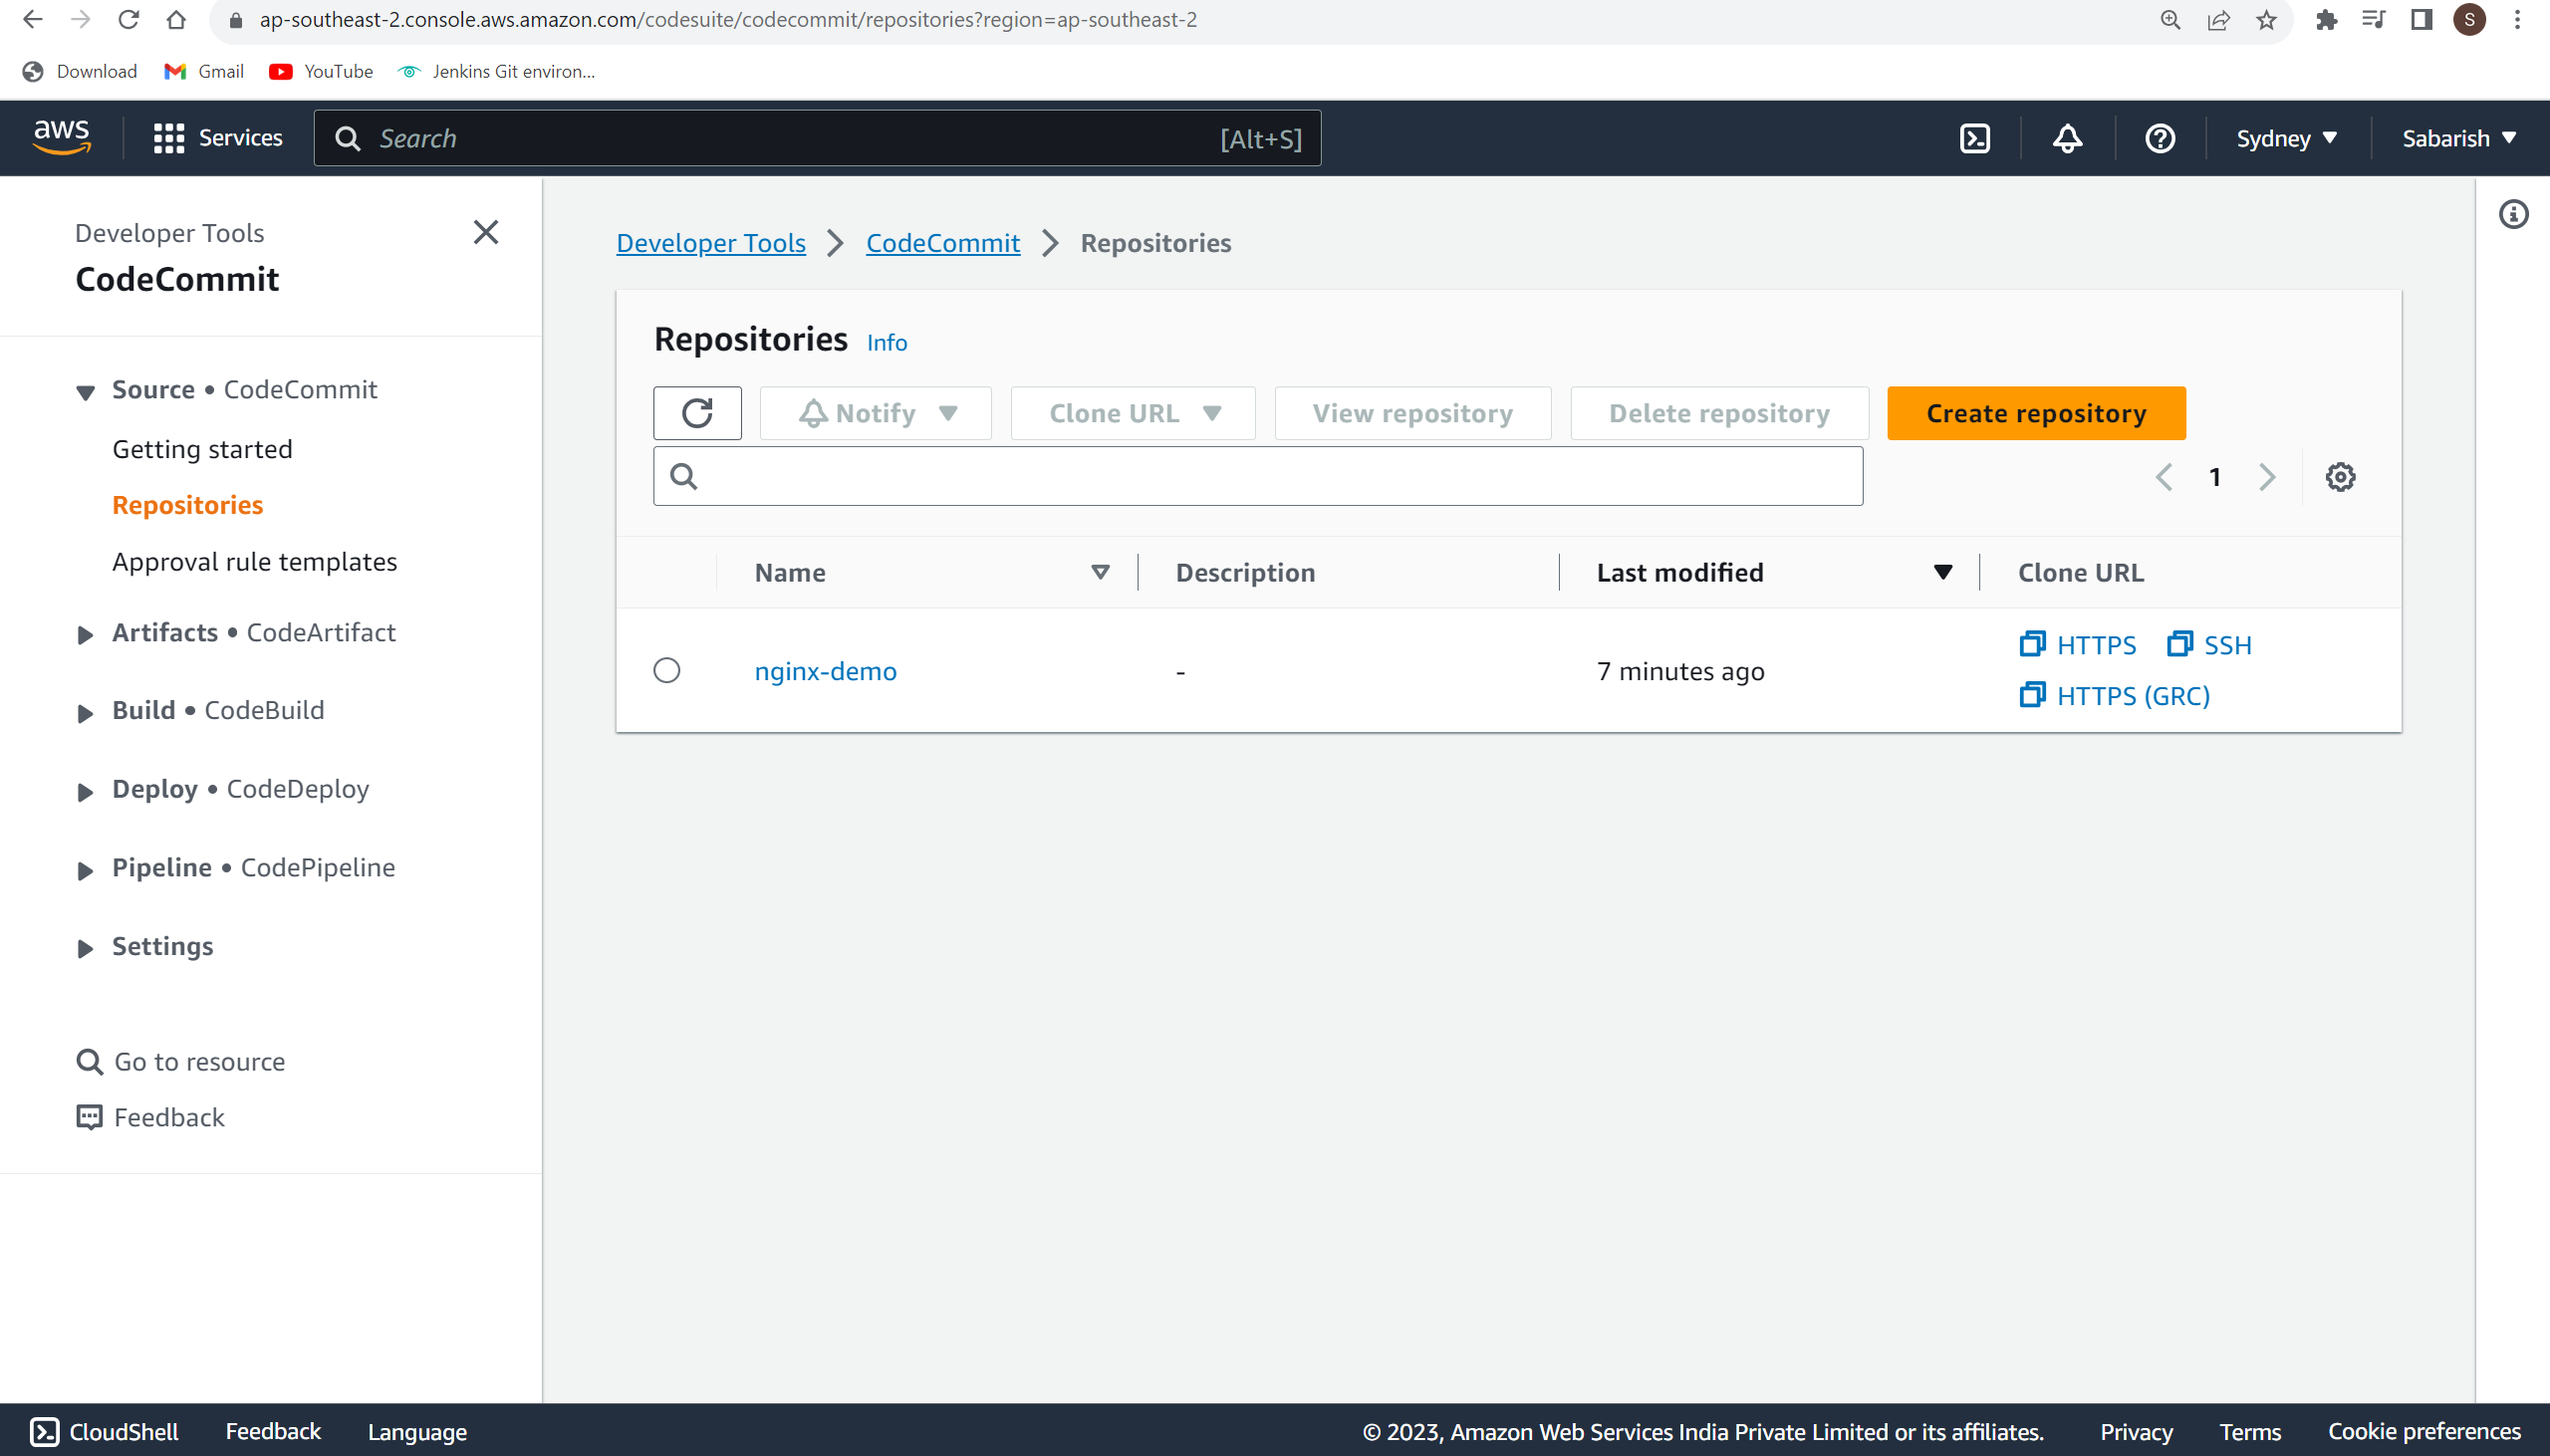 ap-southeast-2.console.aws.amazon.com/codesuite/codecommit/repositories?region=ap-southeast-2
S
Download Gmail YouTube Jenkins Git environ...
aws Services Search [Alt+S] Sydney Sabarish
Developer Tools
CodeCommit
Source • CodeCommit
Getting started
Repositories
Approval rule templates
Artifacts • CodeArtifact
Build • CodeBuild
Deploy • CodeDeploy
Pipeline • CodePipeline
Settings
Go to resource
Feedback
Developer Tools CodeCommit Repositories
Repositories Info
Notify Clone URL View repository Delete repository Create repository
1
Name Description Last modified Clone URL
nginx-demo - 7 minutes ago HTTPS SSH
HTTPS (GRC)
CloudShell Feedback Language © 2023, Amazon Web Services India Private Limited or its affiliates. Privacy Terms Cookie preferences